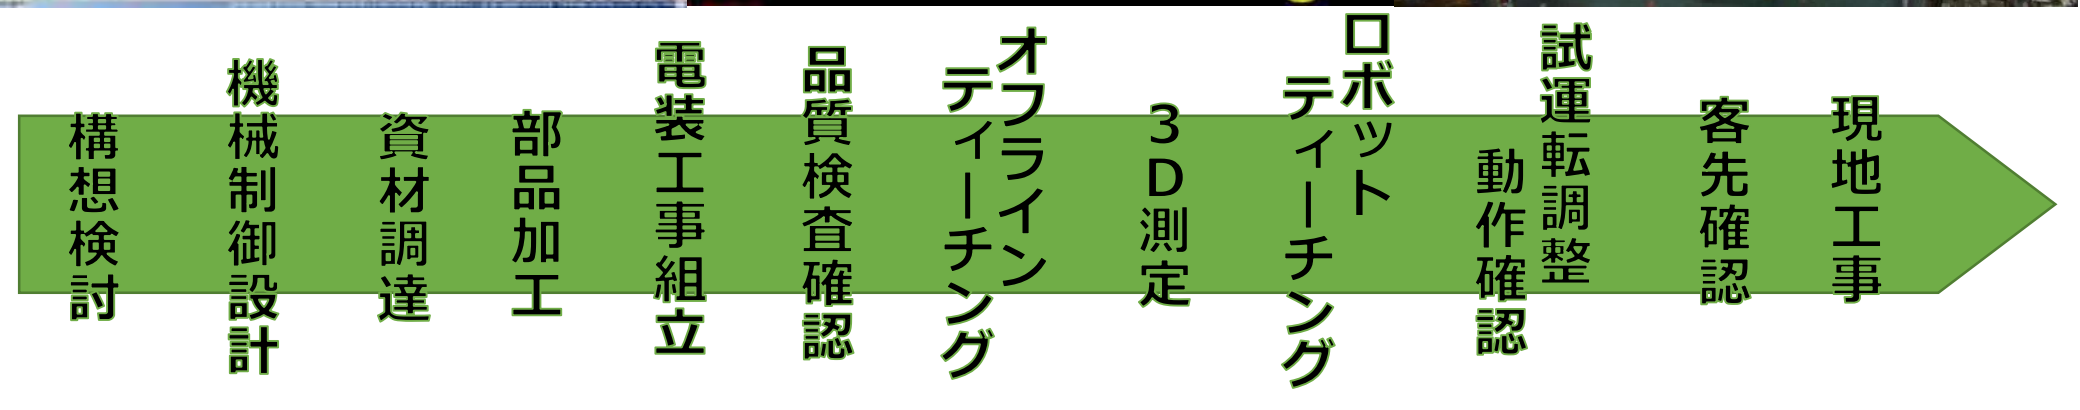 構想検討
機械制御設計
資材調達
部品加工
電装工事組立
品質検査確認
オフライン
ティーチング
3D測定
ロボット
ティーチング
試運転調整
動作確認
客先確認
現地工事